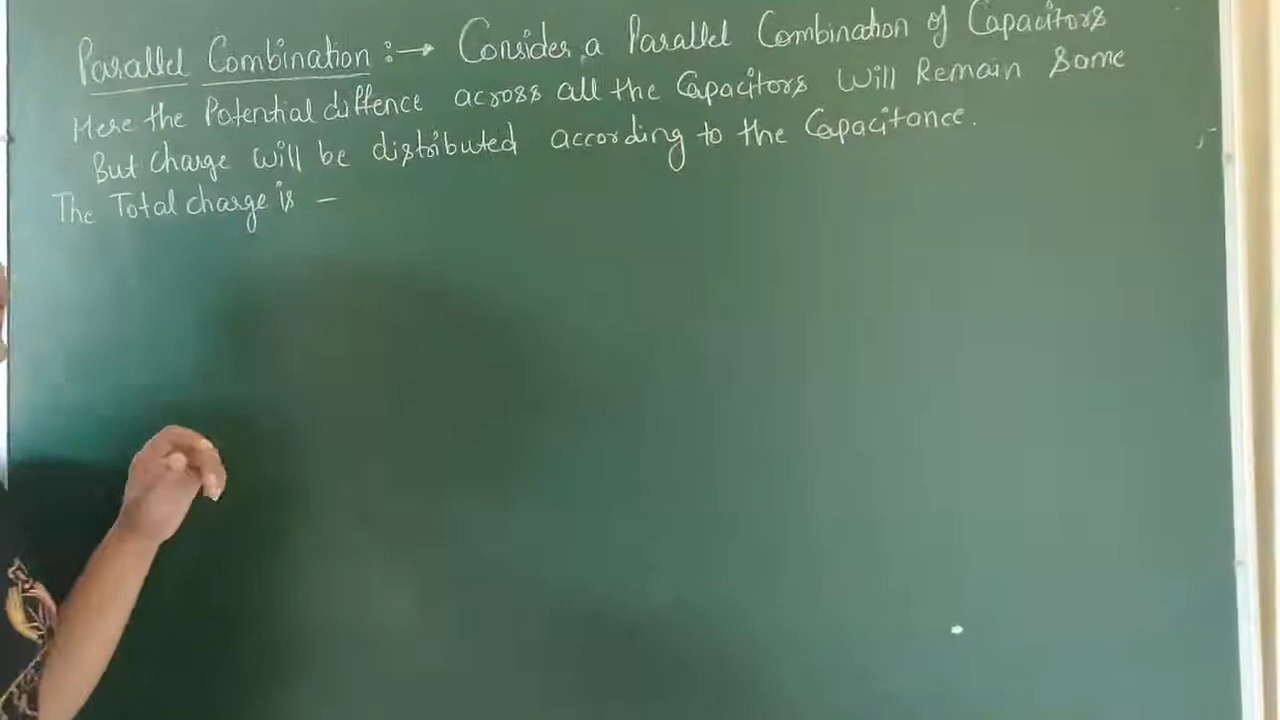 Parallel Combination :→ Consider a Parallel Combination of Capacitors
Here the Potential diffence across all the Capacitors Will Remain Same
But charge will be distributed according to the Capacitance.
The Total charge is –